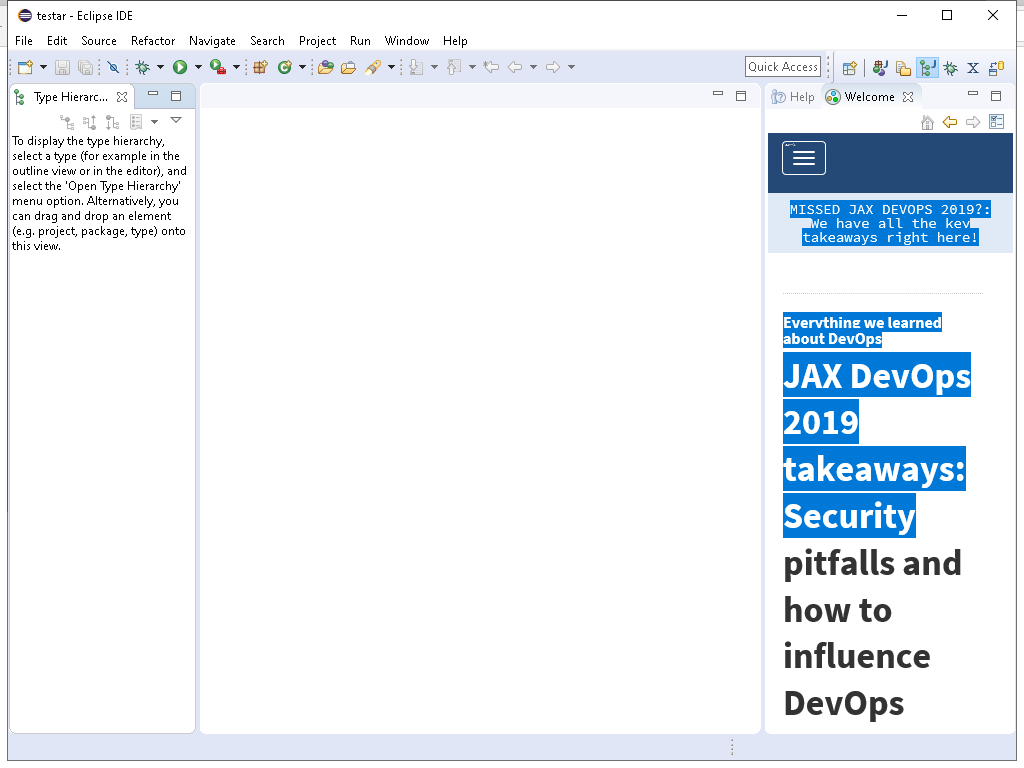 testar - Eclipse IDE
File Edit Source Refactor Navigate Search Project Run Window Help
Quick Access
Type Hierarc...
Help Welcome
To display the type hierarchy,
select a type (for example in the
outline view or in the editor), and
select the 'Open Type Hierarchy'
menu option. Alternatively, you
can drag and drop an element
(e.g. project, package, type) onto
this view.
MISSED JAX DEVOPS 2019?:
We have all the key
takeaways right here!
Everything we learned
about DevOps
JAX DevOps
2019
takeaways:
Security
pitfalls and
how to
influence
DevOps